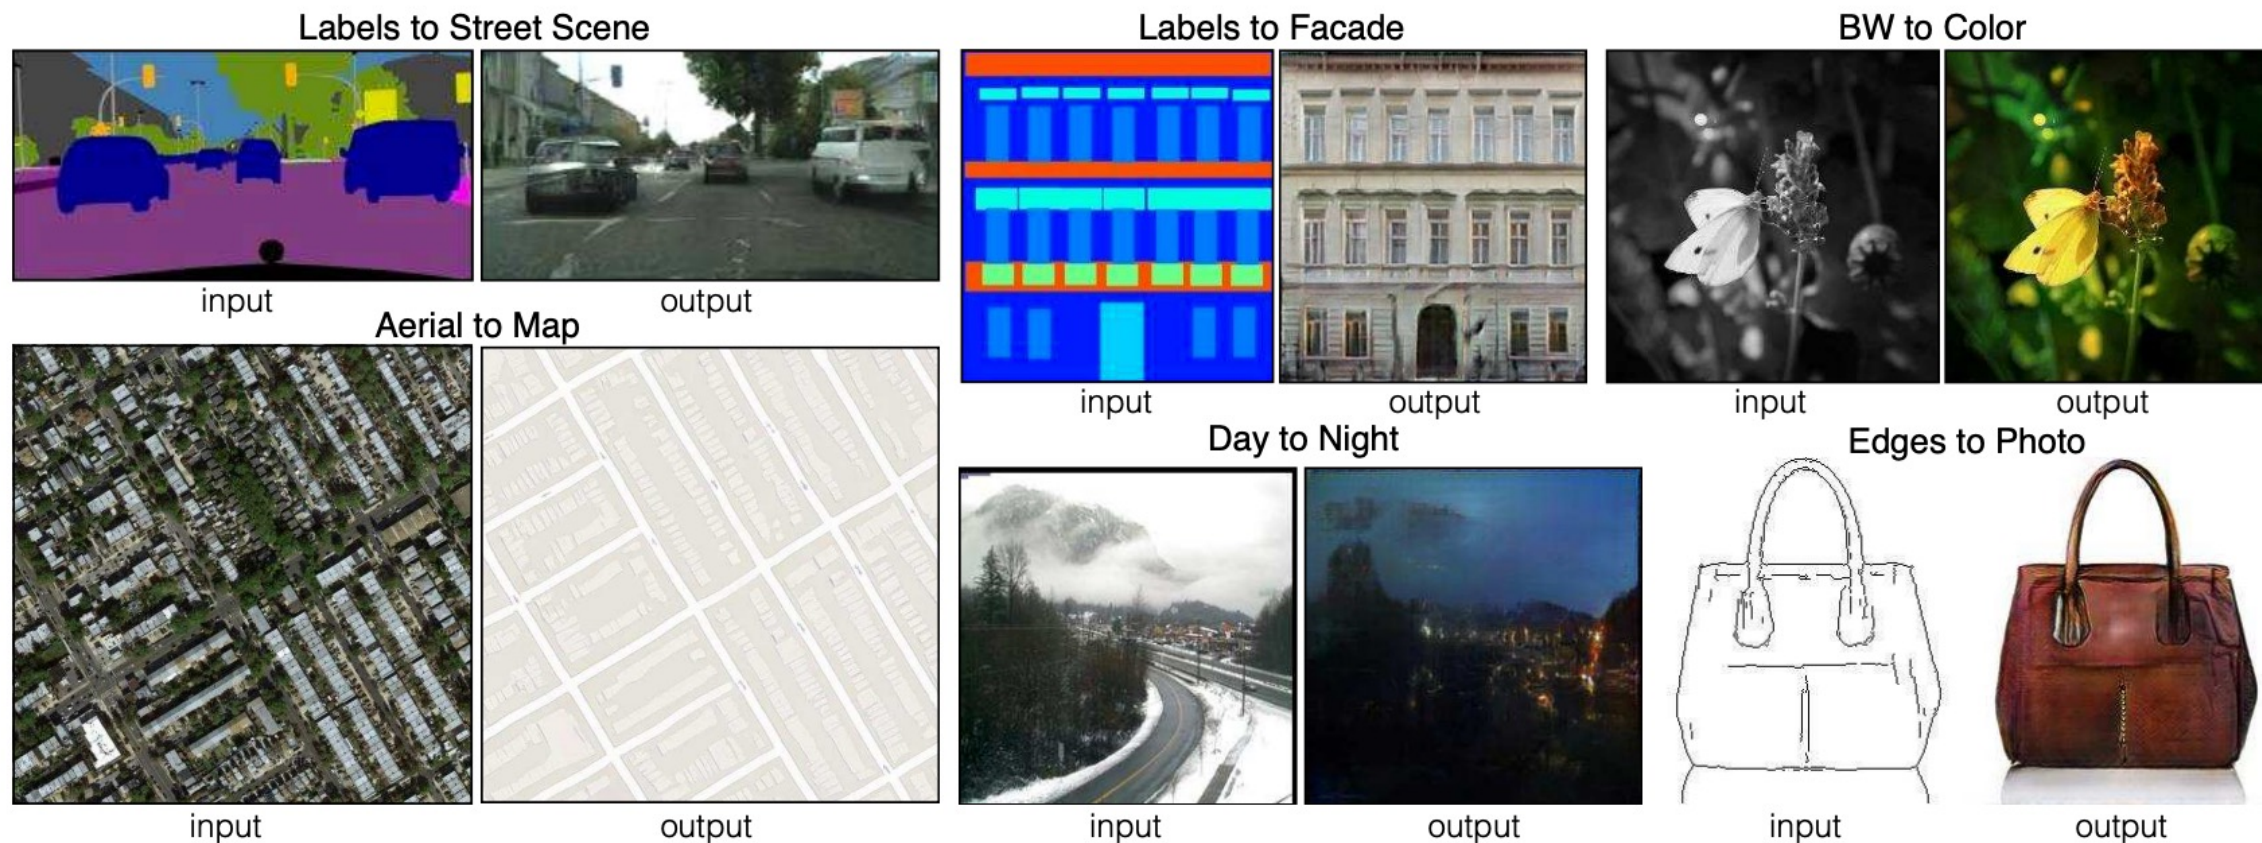 Labels to Street Scene
input
output
Aerial to Map
input
output
Labels to Facade
input
output
Day to Night
input
output
BW to Color
input
output
Edges to Photo
input
output